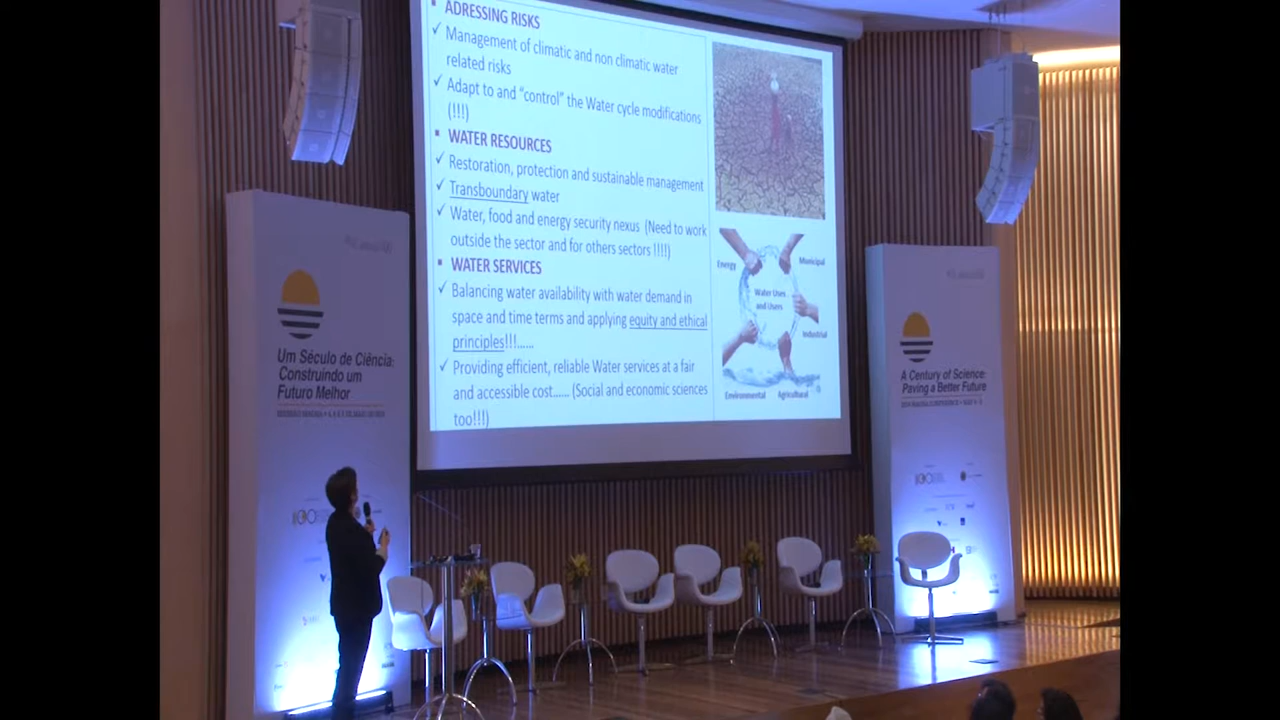 ADRESSING RISKS
Management of climatic and non climatic water
related risks
Adapt to and “control” the Water cycle modifications
(!!!)
WATER RESOURCES
Restoration, protection and sustainable management
Transboundary water
Water, food and energy security nexus (Need to work
outside the sector and for others sectors !!!!)
WATER SERVICES
Balancing water availability with water demand in
space and time terms and applying equity and ethical
principles!!!......
Providing efficient, reliable Water services at a fair
and accessible cost...... (Social and economic sciences
too!!!)
Energy
Municipal
Water Uses
and Users
Industrial
Environmental
Agricultural
Um Século de Ciência:
Construindo um
Futuro Melhor
A Century of Science:
Paving a Better Future